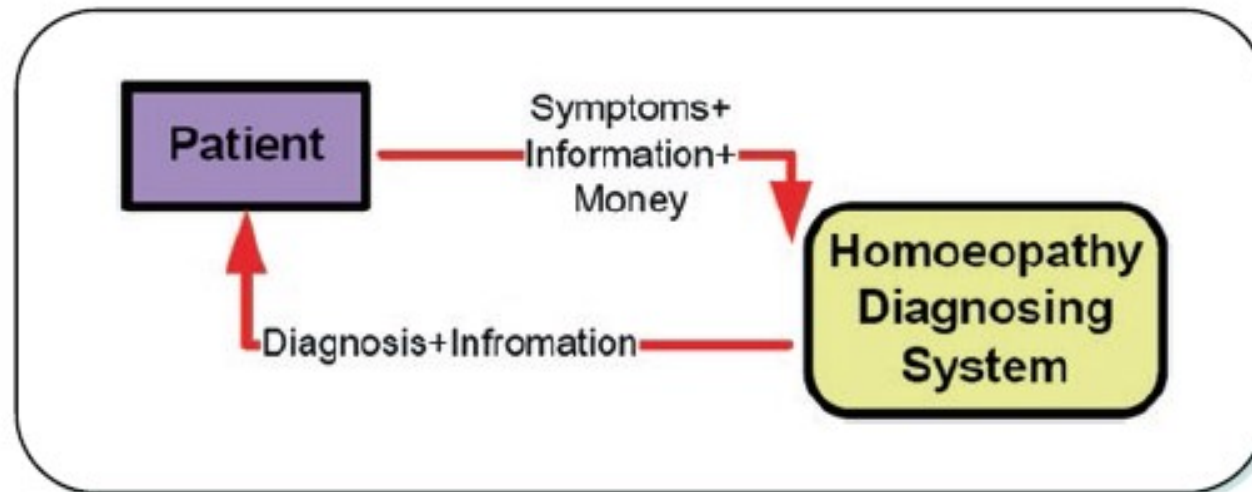 Patient
Symptoms+
Information+
Money
Homoeopathy
Diagnosing
System
Diagnosis+Infromation